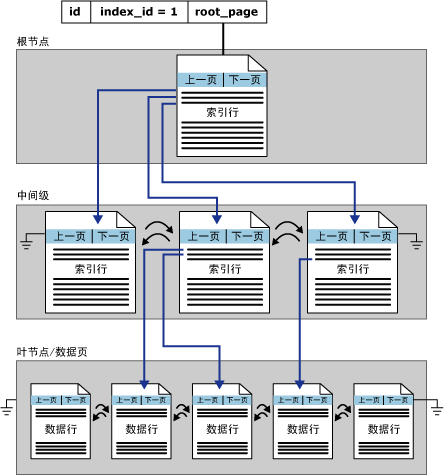 id index_id = 1 root_page
根节点
上一页 下一页
索引行
中间级
上一页 下一页 上一页 下一页 上一页 下一页
索引行 索引行 索引行
叶节点/数据页
上一页 下一页 上一页 下一页 上一页 下一页 上一页 下一页 上一页 下一页
数据行 数据行 数据行 数据行 数据行